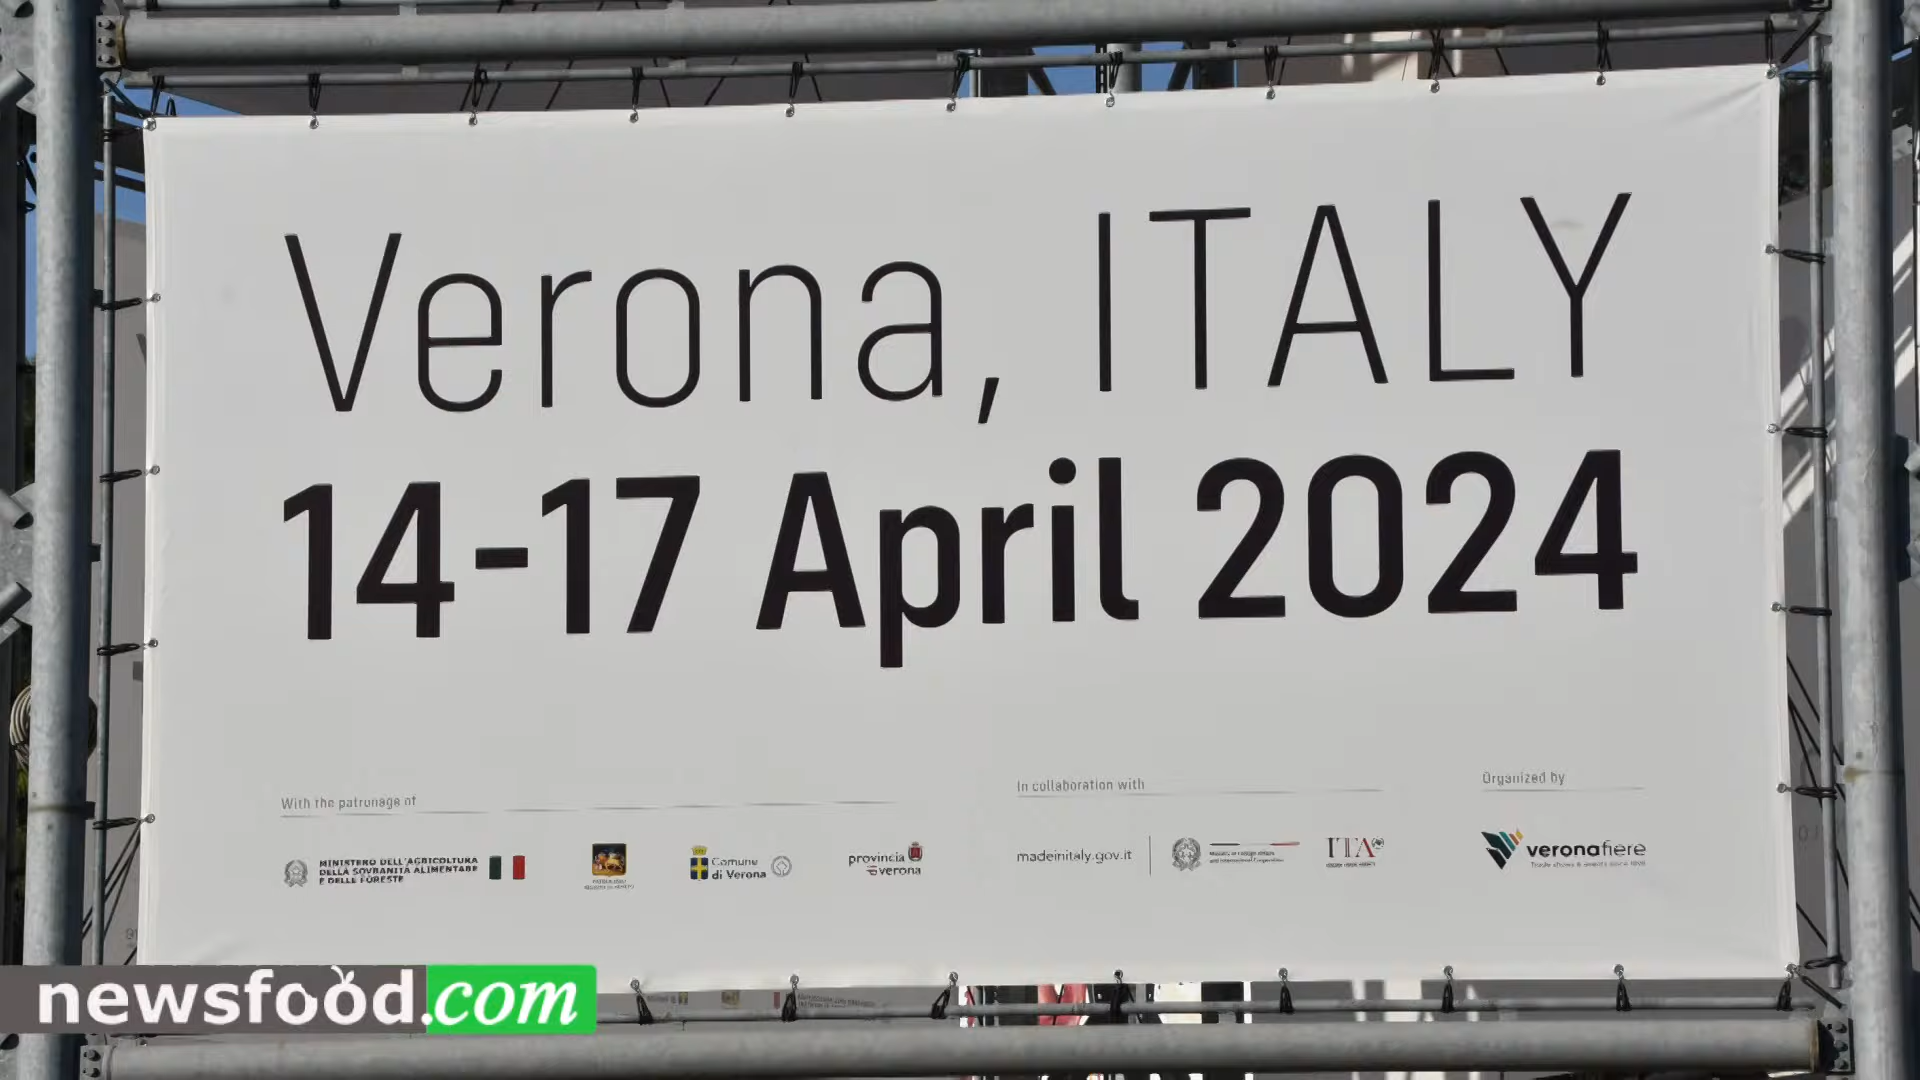 Verona, ITALY
14-17 April 2024
With the patronage of
In collaboration with
Organized by
MINISTERO DELL'AGRICOLTURA
DELLA SOVRANITÀ ALIMENTARE
E DELLE FORESTE
Comune
di Verona
provincia
verona
madeinitaly.gov.it
ITA
veronafiere
newsfood.com